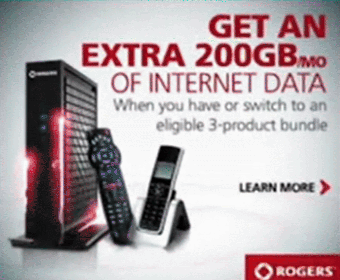 GET AN
EXTRA 200GB/MO
OF INTERNET DATA
When you have or switch to an
eligible 3-product bundle
LEARN MORE
ROGERS
ROGERS